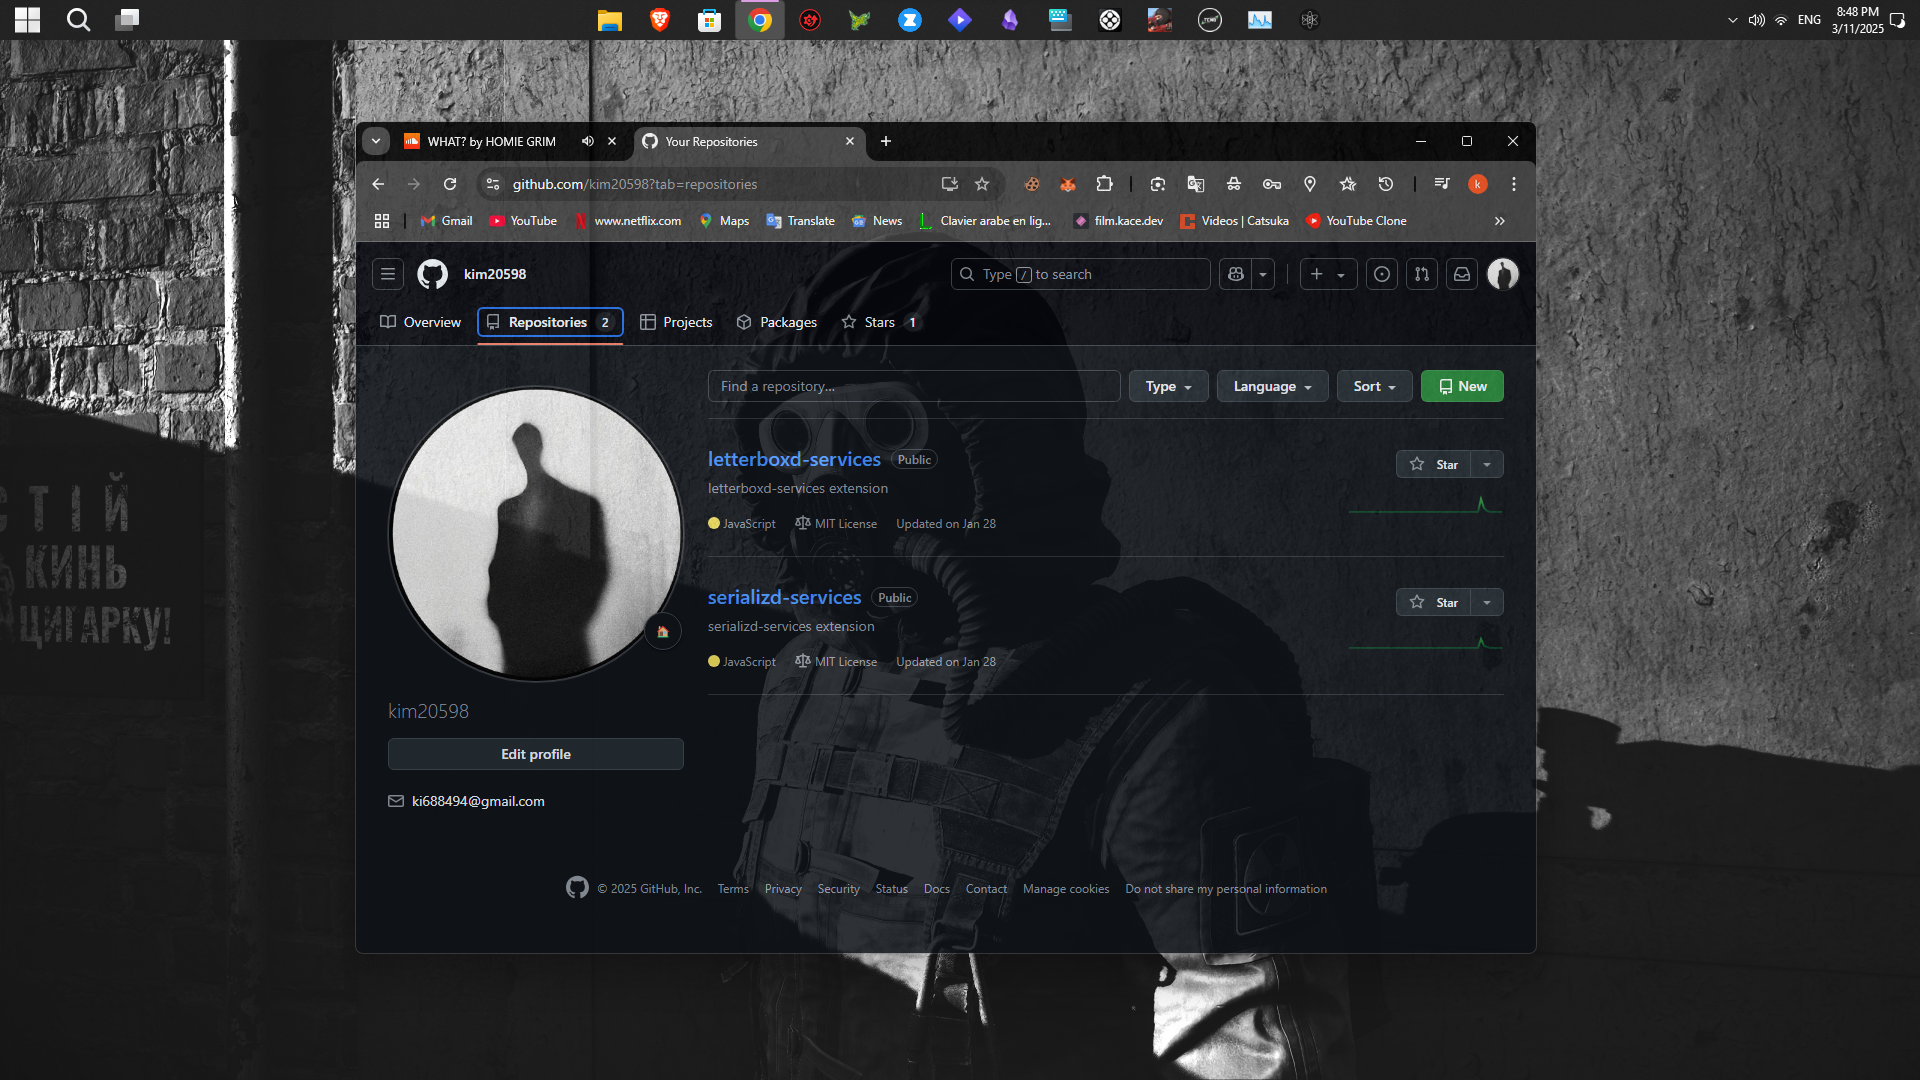 ENG
8:48 PM
3/11/2025
WHAT? by HOMIE GRIM
Your Repositories
github.com/kim20598?tab=repositories
k
Gmail
YouTube
www.netflix.com
Maps
Translate
News
Clavier arabe en lig...
film.kace.dev
Videos | Catsuka
YouTube Clone
kim20598
Type / to search
Overview
Repositories 2
Projects
Packages
Stars 1
Find a repository...
Type
Language
Sort
New
letterboxd-services Public
Star
letterboxd-services extension
JavaScript MIT License Updated on Jan 28
serializd-services Public
Star
serializd-services extension
JavaScript MIT License Updated on Jan 28
kim20598
Edit profile
ki688494@gmail.com
© 2025 GitHub, Inc. Terms Privacy Security Status Docs Contact Manage cookies Do not share my personal information
СТІЙ
КИНЬ
ЦИГАРКУ!